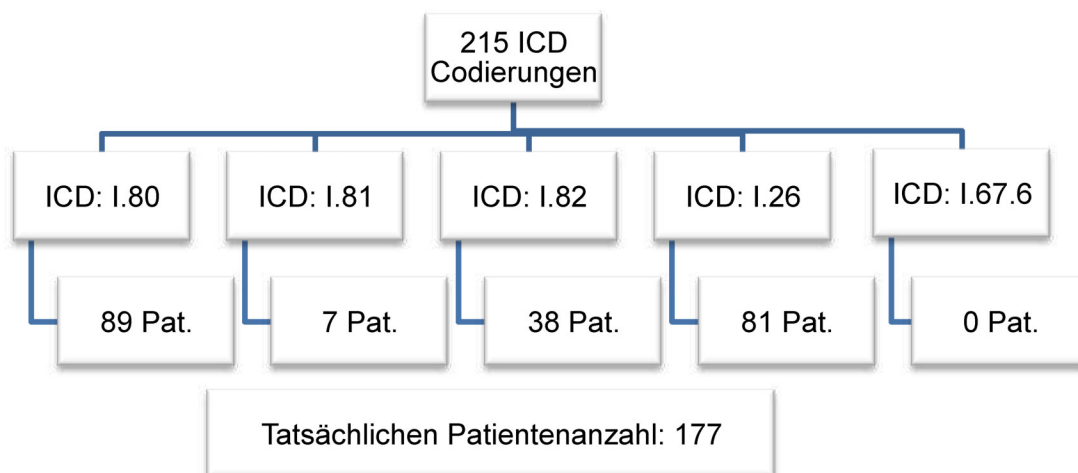 215 ICD
Codierungen
ICD: I.80
ICD: I.81
ICD: I.82
ICD: I.26
ICD: I.67.6
89 Pat.
7 Pat.
38 Pat.
81 Pat.
0 Pat.
Tatsächlichen Patientenanzahl: 177